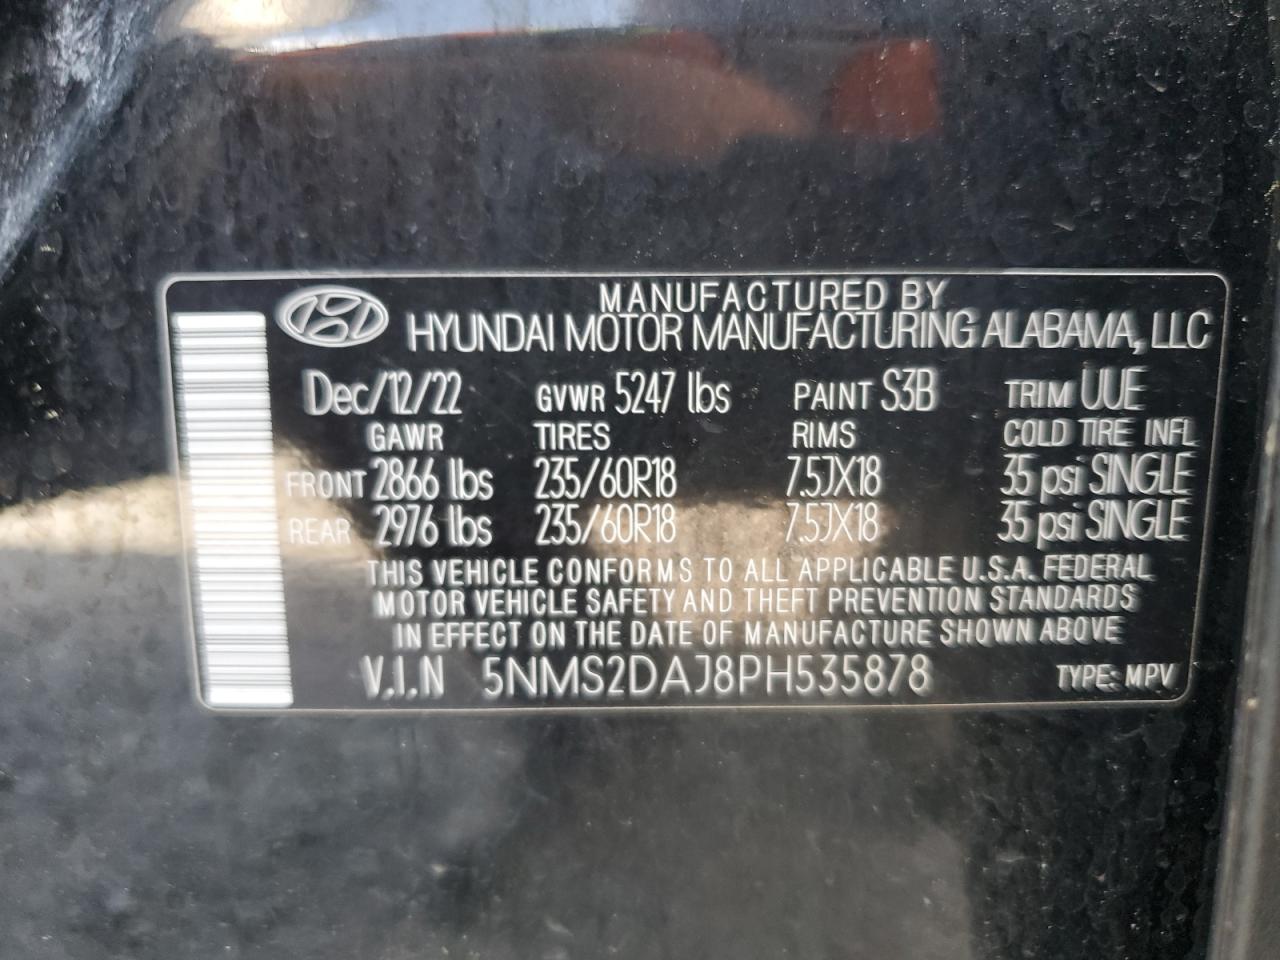 MANUFACTURED BY
HYUNDAI MOTOR MANUFACTURING ALABAMA, LLC
Dec/12/22 GVWR 5247 lbs PAINT S3B TRIM UUE
GAWR TIRES RIMS COLD TIRE INFL
FRONT 2866 lbs 235/60R18 7.5JX18 35 psi SINGLE
REAR 2976 lbs 235/60R18 7.5JX18 35 psi SINGLE
THIS VEHICLE CONFORMS TO ALL APPLICABLE U.S.A. FEDERAL
MOTOR VEHICLE SAFETY AND THEFT PREVENTION STANDARDS
IN EFFECT ON THE DATE OF MANUFACTURE SHOWN ABOVE
V.I.N 5NMS2DAJ8PH535878 TYPE: MPV